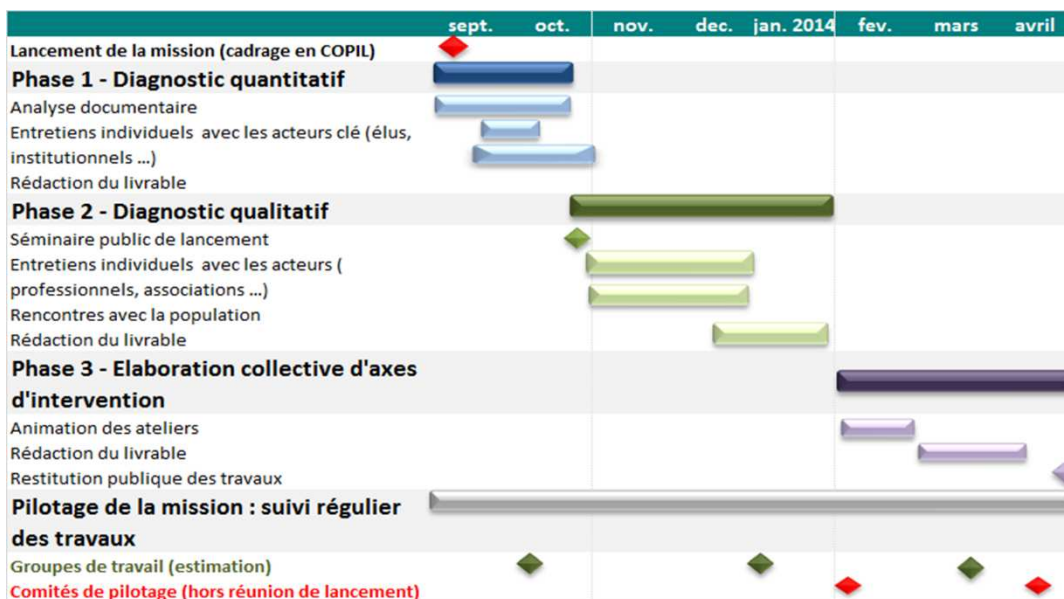 sept. oct. nov. dec. jan. 2014 fev. mars avril
Lancement de la mission (cadrage en COPIL)
Phase 1 - Diagnostic quantitatif
Analyse documentaire
Entretiens individuels avec les acteurs clé (élus,
institutionnels ...)
Rédaction du livrable
Phase 2 - Diagnostic qualitatif
Séminaire public de lancement
Entretiens individuels avec les acteurs (
professionnels, associations ...)
Rencontres avec la population
Rédaction du livrable
Phase 3 - Elaboration collective d'axes
d'intervention
Animation des ateliers
Rédaction du livrable
Restitution publique des travaux
Pilotage de la mission : suivi régulier
des travaux
Groupes de travail (estimation)
Comités de pilotage (hors réunion de lancement)